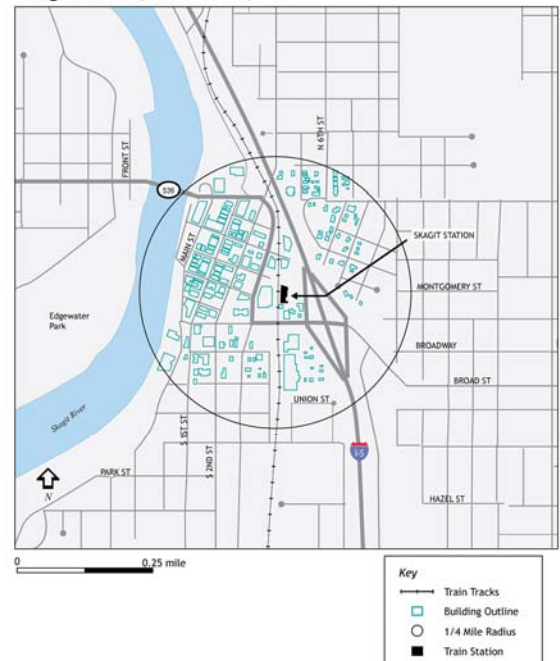 N 6TH ST
FRONT ST
536
SKAGIT STATION
MAIN ST
MONTGOMERY ST
Edgewater
Park
BROADWAY
BROAD ST
UNION ST
Skagit River
S 1ST ST
S 2ND ST
I-5
PARK ST
N
HAZEL ST
0
0.25 mile
Key
Train Tracks
Building Outline
1/4 Mile Radius
Train Station